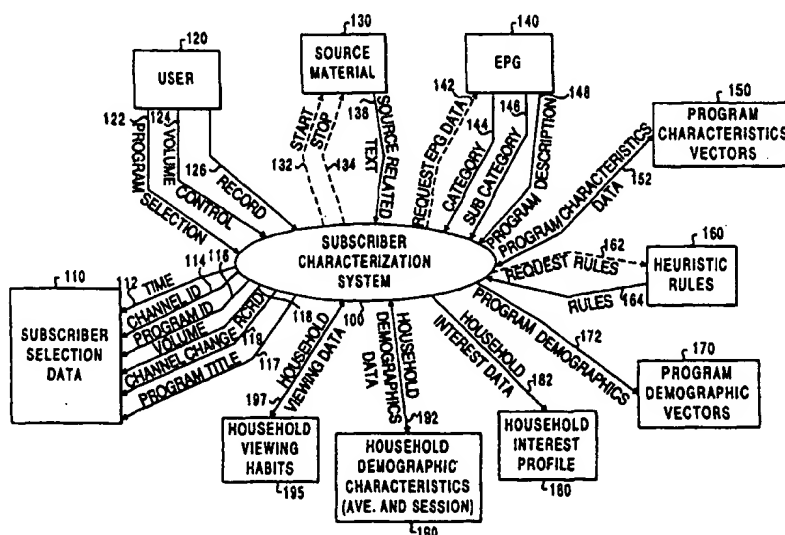 120
USER
130
SOURCE
MATERIAL
140
EPG
150
PROGRAM
CHARACTERISTICS
VECTORS
122
PROGRAM
SELECTION
124
VOLUME
CONTROL
126
RECORD
START
STOP
132
134
138
SOURCE RELATED
TEXT
142
REQUEST EPG DATA
144
CATEGORY
146
SUB CATEGORY
148
PROGRAM DESCRIPTION
PROGRAM CHARACTERISTICS
DATA
152
SUBSCRIBER
CHARACTERIZATION
SYSTEM
100
160
HEURISTIC
RULES
162
REQUEST RULES
RULES
164
110
SUBSCRIBER
SELECTION
DATA
112
TIME
114
CHANNEL ID
116
PROGRAM ID
VOLUME
CHANNEL CHANGE
RCRD
118
PROGRAM TITLE
117
HOUSEHOLD
VIEWING DATA
197
HOUSEHOLD
DEMOGRAPHICS
DATA
192
HOUSEHOLD
INTEREST DATA
182
PROGRAM DEMOGRAPHICS
172
170
PROGRAM
DEMOGRAPHIC
VECTORS
HOUSEHOLD
VIEWING
HABITS
195
HOUSEHOLD
DEMOGRAPHIC
CHARACTERISTICS
(AVE. AND SESSION)
190
HOUSEHOLD
INTEREST
PROFILE
180